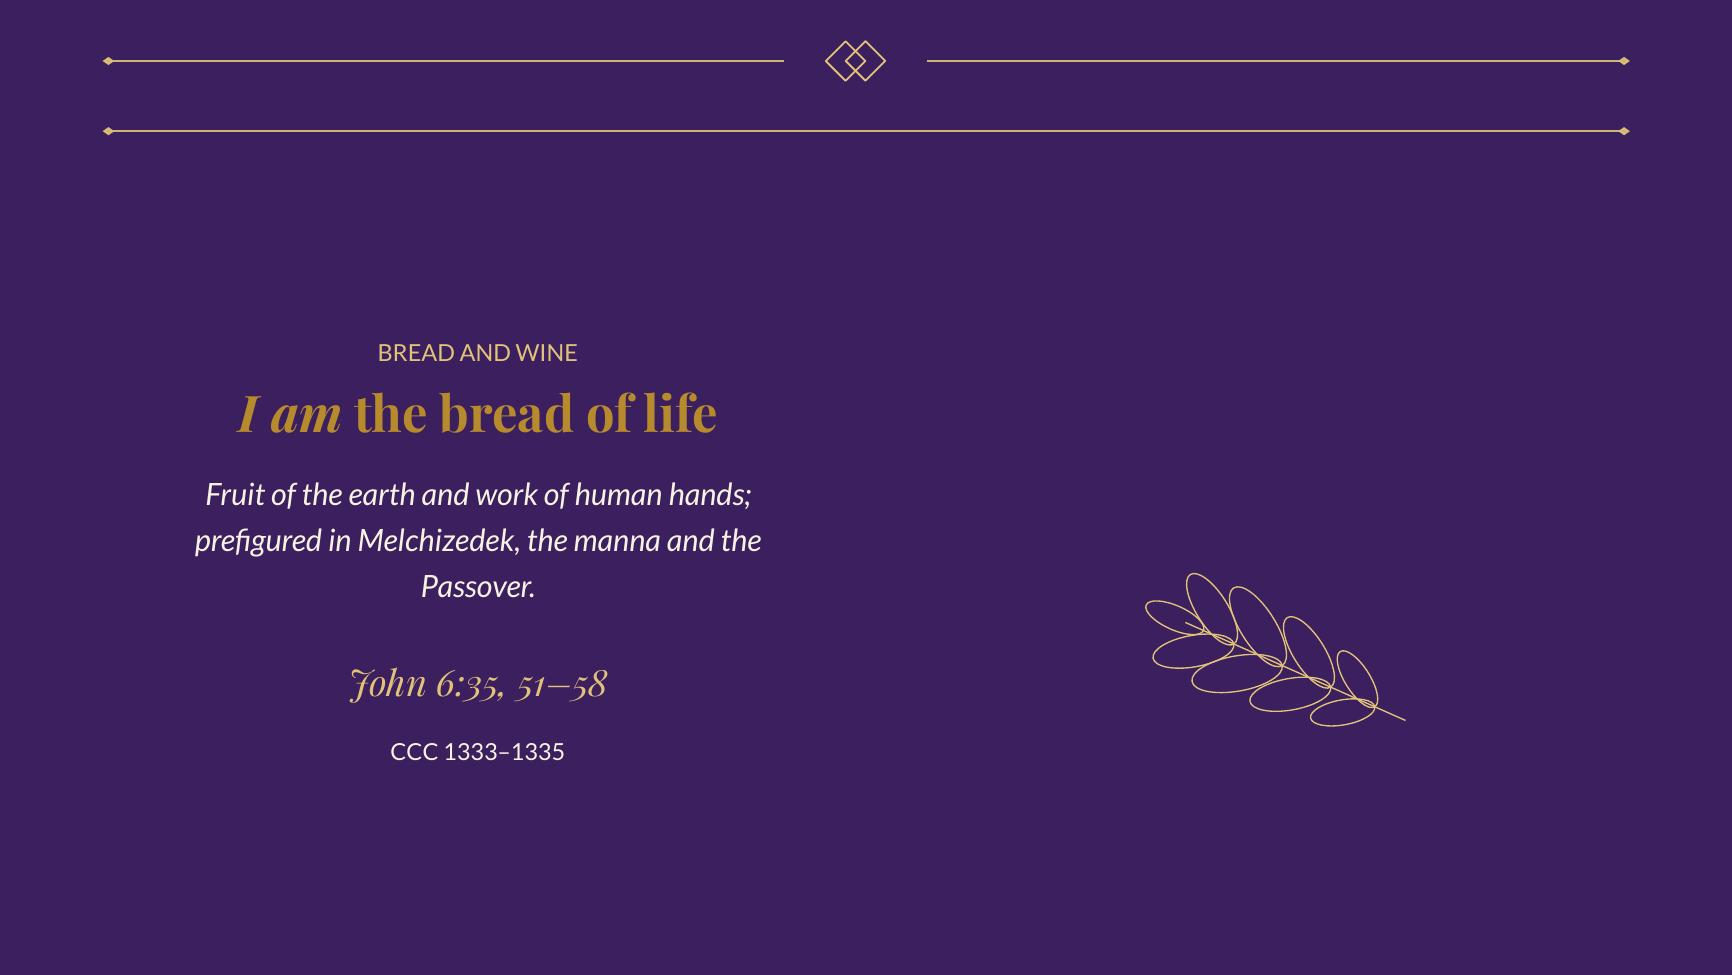 BREAD AND WINE
I am the bread of life
Fruit of the earth and work of human hands;
prefigured in Melchizedek, the manna and the
Passover.
John 6:35, 51—58
CCC 1333–1335